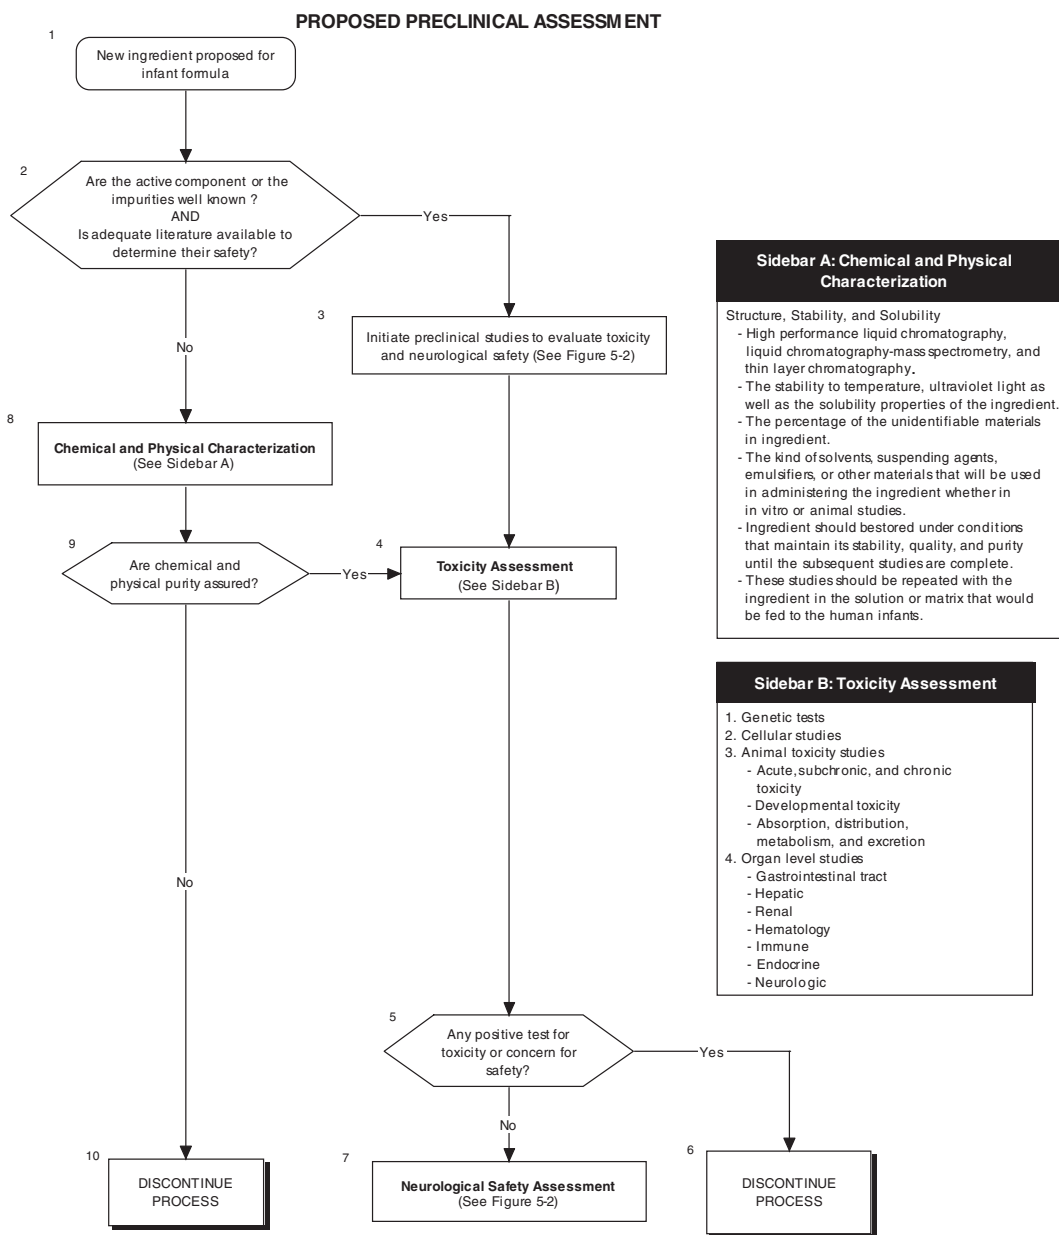 PROPOSED PRECLINICAL ASSESSMENT
1
New ingredient proposed for
infant formula
2
Are the active component or the
impurities well known ?
AND
Is adequate literature available to
determine their safety?
Yes
No
3
Initiate preclinical studies to evaluate toxicity
and neurological safety (See Figure 5-2)
8
Chemical and Physical Characterization
(See Sidebar A)
9
Are chemical and
physical purity assured?
Yes
4
Toxicity Assessment
(See Sidebar B)
No
5
Any positive test for
toxicity or concern for
safety?
Yes
No
10
DISCONTINUE
PROCESS
7
Neurological Safety Assessment
(See Figure 5-2)
6
DISCONTINUE
PROCESS
Sidebar A: Chemical and Physical
Characterization
Structure, Stability, and Solubility
- High performance liquid chromatography,
liquid chromatography-mass spectrometry, and
thin layer chromatography.
- The stability to temperature, ultraviolet light as
well as the solubility properties of the ingredient.
- The percentage of the unidentifiable materials
in ingredient.
- The kind of solvents, suspending agents,
emulsifiers, or other materials that will be used
in administering the ingredient whether in
in vitro or animal studies.
- Ingredient should be stored under conditions
that maintain its stability, quality, and purity
until the subsequent studies are complete.
- These studies should be repeated with the
ingredient in the solution or matrix that would
be fed to the human infants.
Sidebar B: Toxicity Assessment
1. Genetic tests
2. Cellular studies
3. Animal toxicity studies
- Acute, subchronic, and chronic
toxicity
- Developmental toxicity
- Absorption, distribution,
metabolism, and excretion
4. Organ level studies
- Gastrointestinal tract
- Hepatic
- Renal
- Hematology
- Immune
- Endocrine
- Neurologic